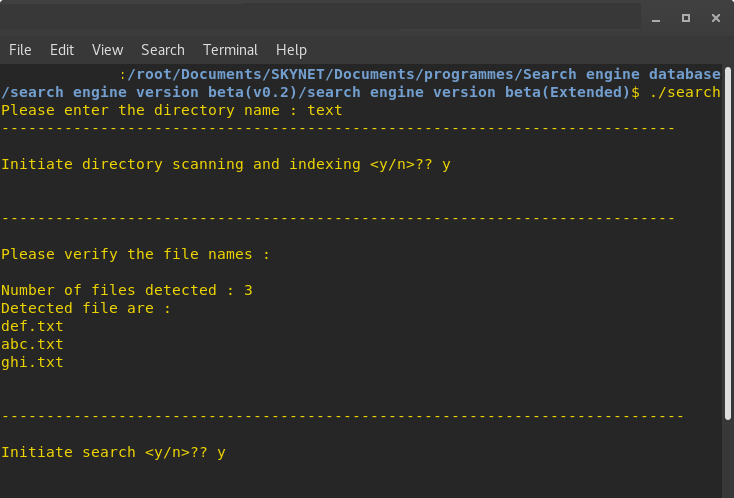 File Edit View Search Terminal Help
:/root/Documents/SKYNET/Documents/programmes/Search engine database
/search engine version beta(v0.2)/search engine version beta(Extended)$ ./search
Please enter the directory name : text
---------------------------------------------------------------------------
Initiate directory scanning and indexing <y/n>?? y
---------------------------------------------------------------------------
Please verify the file names :
Number of files detected : 3
Detected file are :
def.txt
abc.txt
ghi.txt
----------------------------------------------------------------------------
Initiate search <y/n>?? y